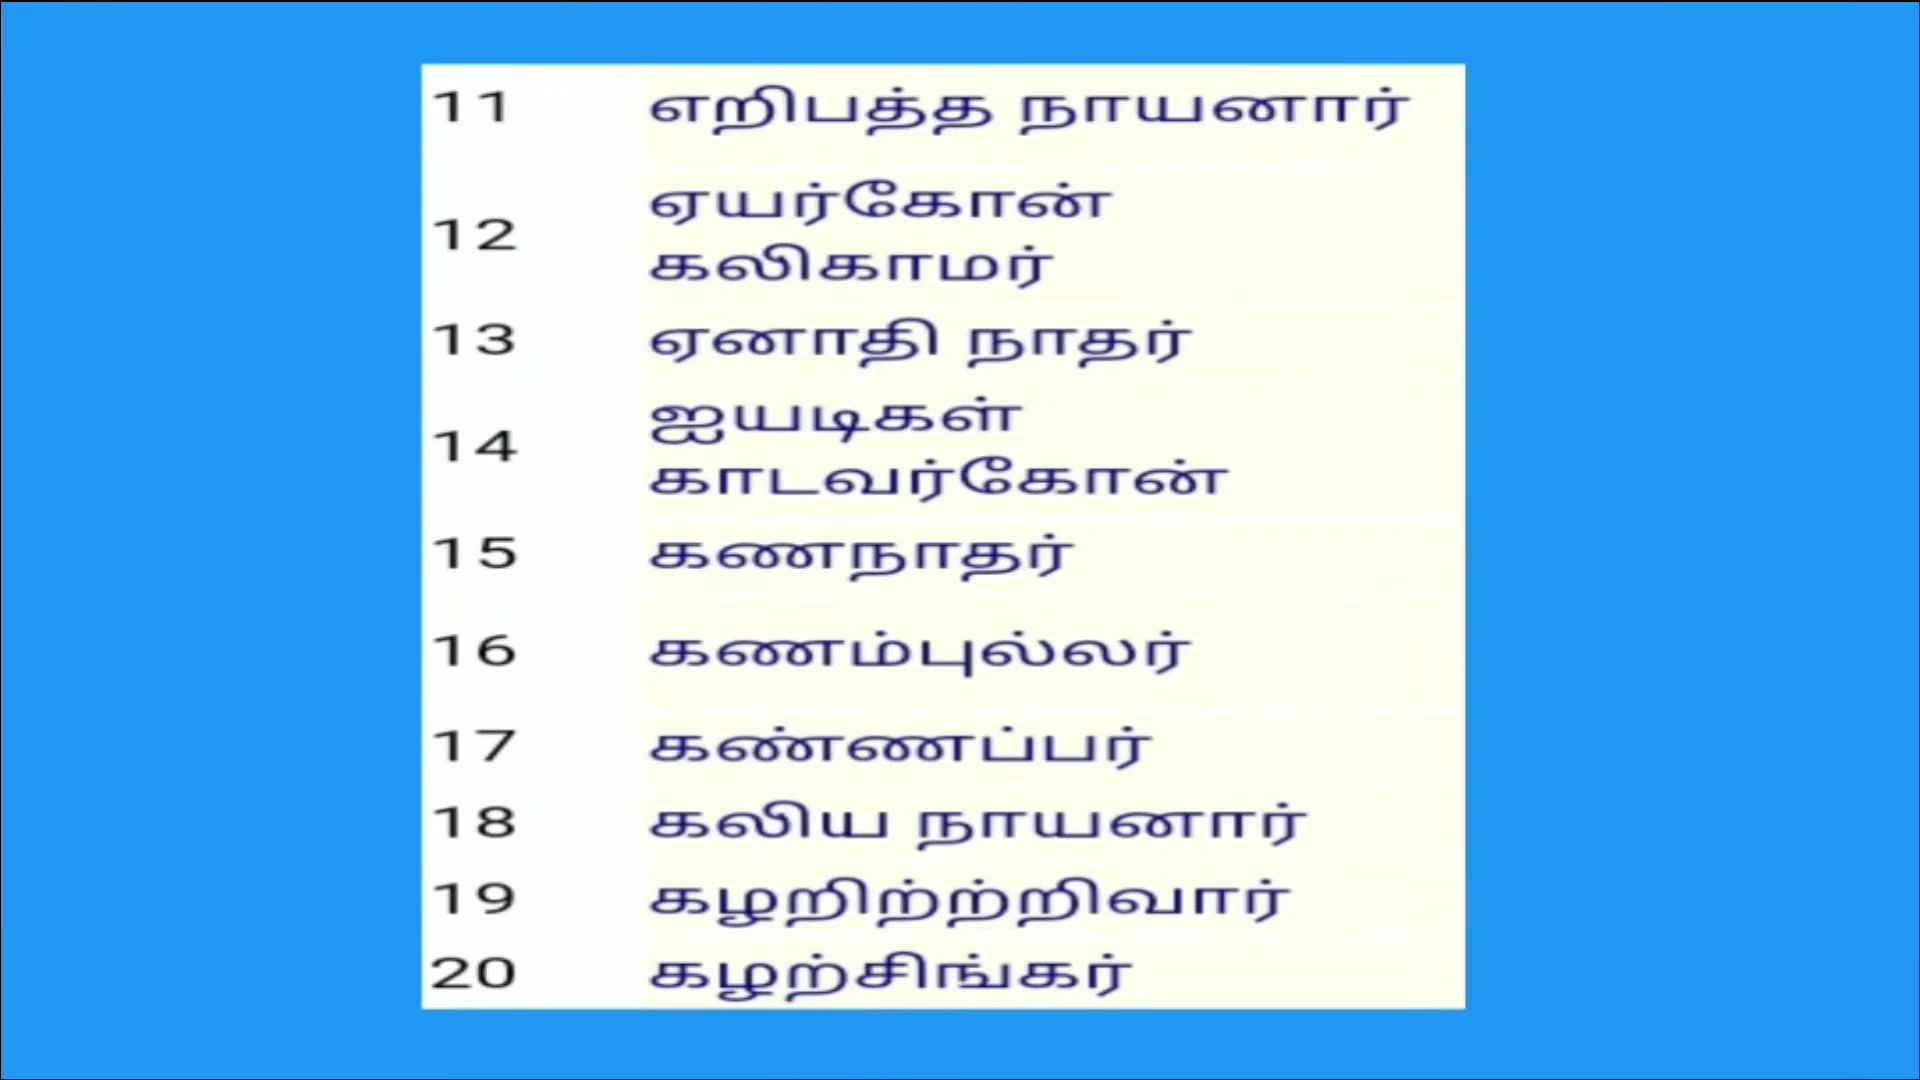 11 எறிபத்த நாயனார்
12 ஏயர்கோன்
கலிகாமர்
13 ஏனாதி நாதர்
14 ஐயடிகள்
காடவர்கோன்
15 கணநாதர்
16 கணம்புல்லர்
17 கண்ணப்பர்
18 கலிய நாயனார்
19 கழறிற்ற்றிவார்
20 கழற்சிங்கர்